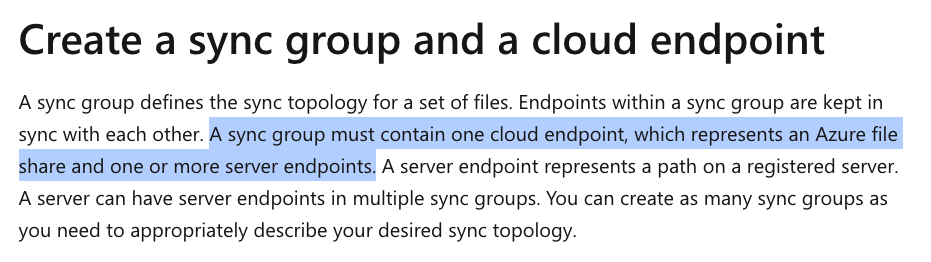 Create a sync group and a cloud endpoint
A sync group defines the sync topology for a set of files. Endpoints within a sync group are kept in
sync with each other. A sync group must contain one cloud endpoint, which represents an Azure file
share and one or more server endpoints. A server endpoint represents a path on a registered server.
A server can have server endpoints in multiple sync groups. You can create as many sync groups as
you need to appropriately describe your desired sync topology.